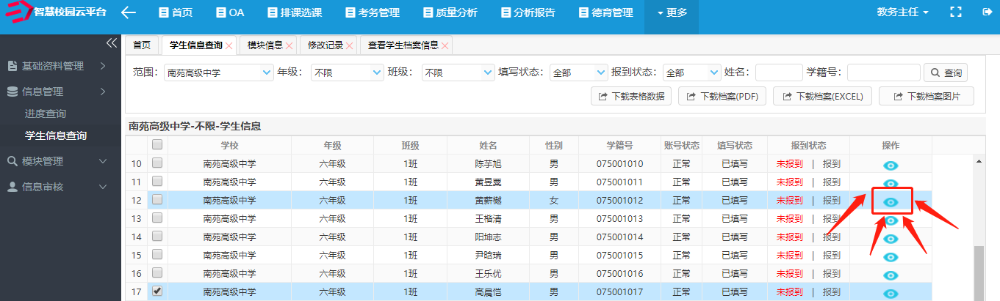 智慧校园云平台 首页 OA 排课选课 考务管理 质量分析 分析报告 德育管理 更多 教务主任
首页 学生信息查询 模块信息 修改记录 查看学生档案信息
基础资料管理
信息管理
进度查询
学生信息查询
模块管理
信息审核
范围： 南苑高级中学 年级： 不限 班级： 不限 填写状态： 全部 报到状态： 全部 姓名： 学籍号： 查询
下载表格数据 下载档案(PDF) 下载档案(EXCEL) 下载档案图片
南苑高级中学-不限-学生信息
学校 年级 班级 姓名 性别 学籍号 账号状态 填写状态 报到状态 操作
10 南苑高级中学 六年级 1班 陈芋旭 男 075001010 正常 已填写 未报到 | 报到
11 南苑高级中学 六年级 1班 黄昱粟 男 075001011 正常 已填写 未报到 | 报到
12 南苑高级中学 六年级 1班 黄薪樾 女 075001012 正常 已填写 未报到 | 报到
13 南苑高级中学 六年级 1班 王楷清 男 075001013 正常 已填写 未报到 | 报到
14 南苑高级中学 六年级 1班 阳坤志 男 075001014 正常 已填写 未报到 | 报到
15 南苑高级中学 六年级 1班 尹晗瑞 男 075001015 正常 已填写 未报到 | 报到
16 南苑高级中学 六年级 1班 王乐优 男 075001016 正常 已填写 未报到 | 报到
17 南苑高级中学 六年级 1班 高晨恺 男 075001017 正常 已填写 未报到 | 报到